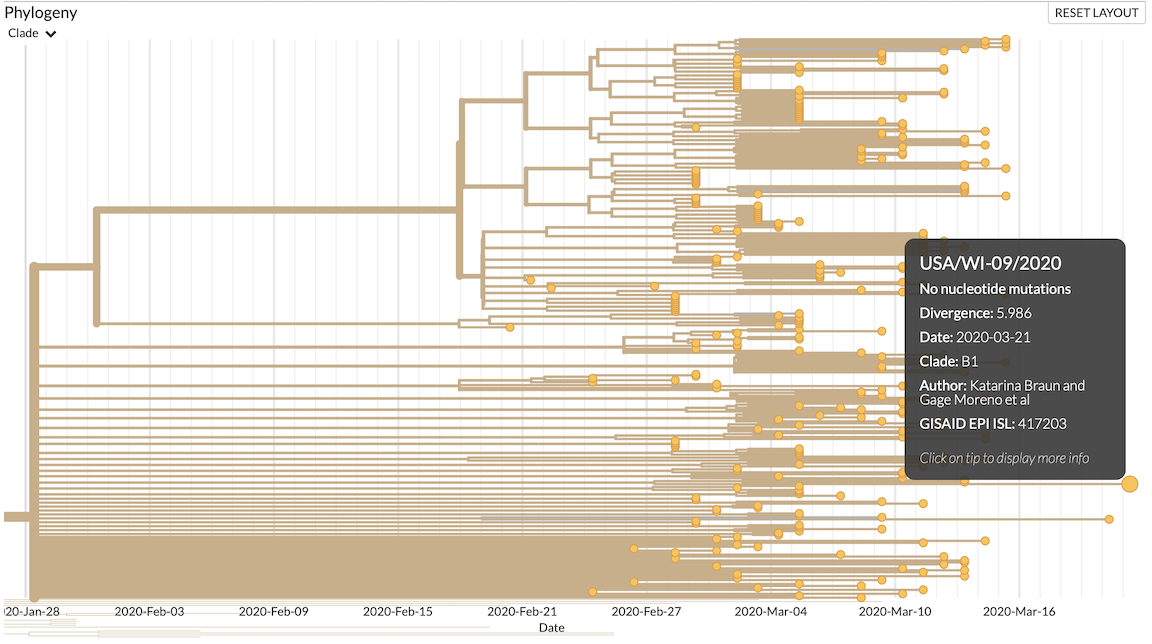 Phylogeny
RESET LAYOUT
Clade
USA/WI-09/2020
No nucleotide mutations
Divergence: 5.986
Date: 2020-03-21
Clade: B1
Author: Katarina Braun and
Gage Moreno et al
GISAID EPI ISL: 417203
Click on tip to display more info
20-Jan-28 2020-Feb-03 2020-Feb-09 2020-Feb-15 2020-Feb-21 2020-Feb-27 2020-Mar-04 2020-Mar-10 2020-Mar-16
Date